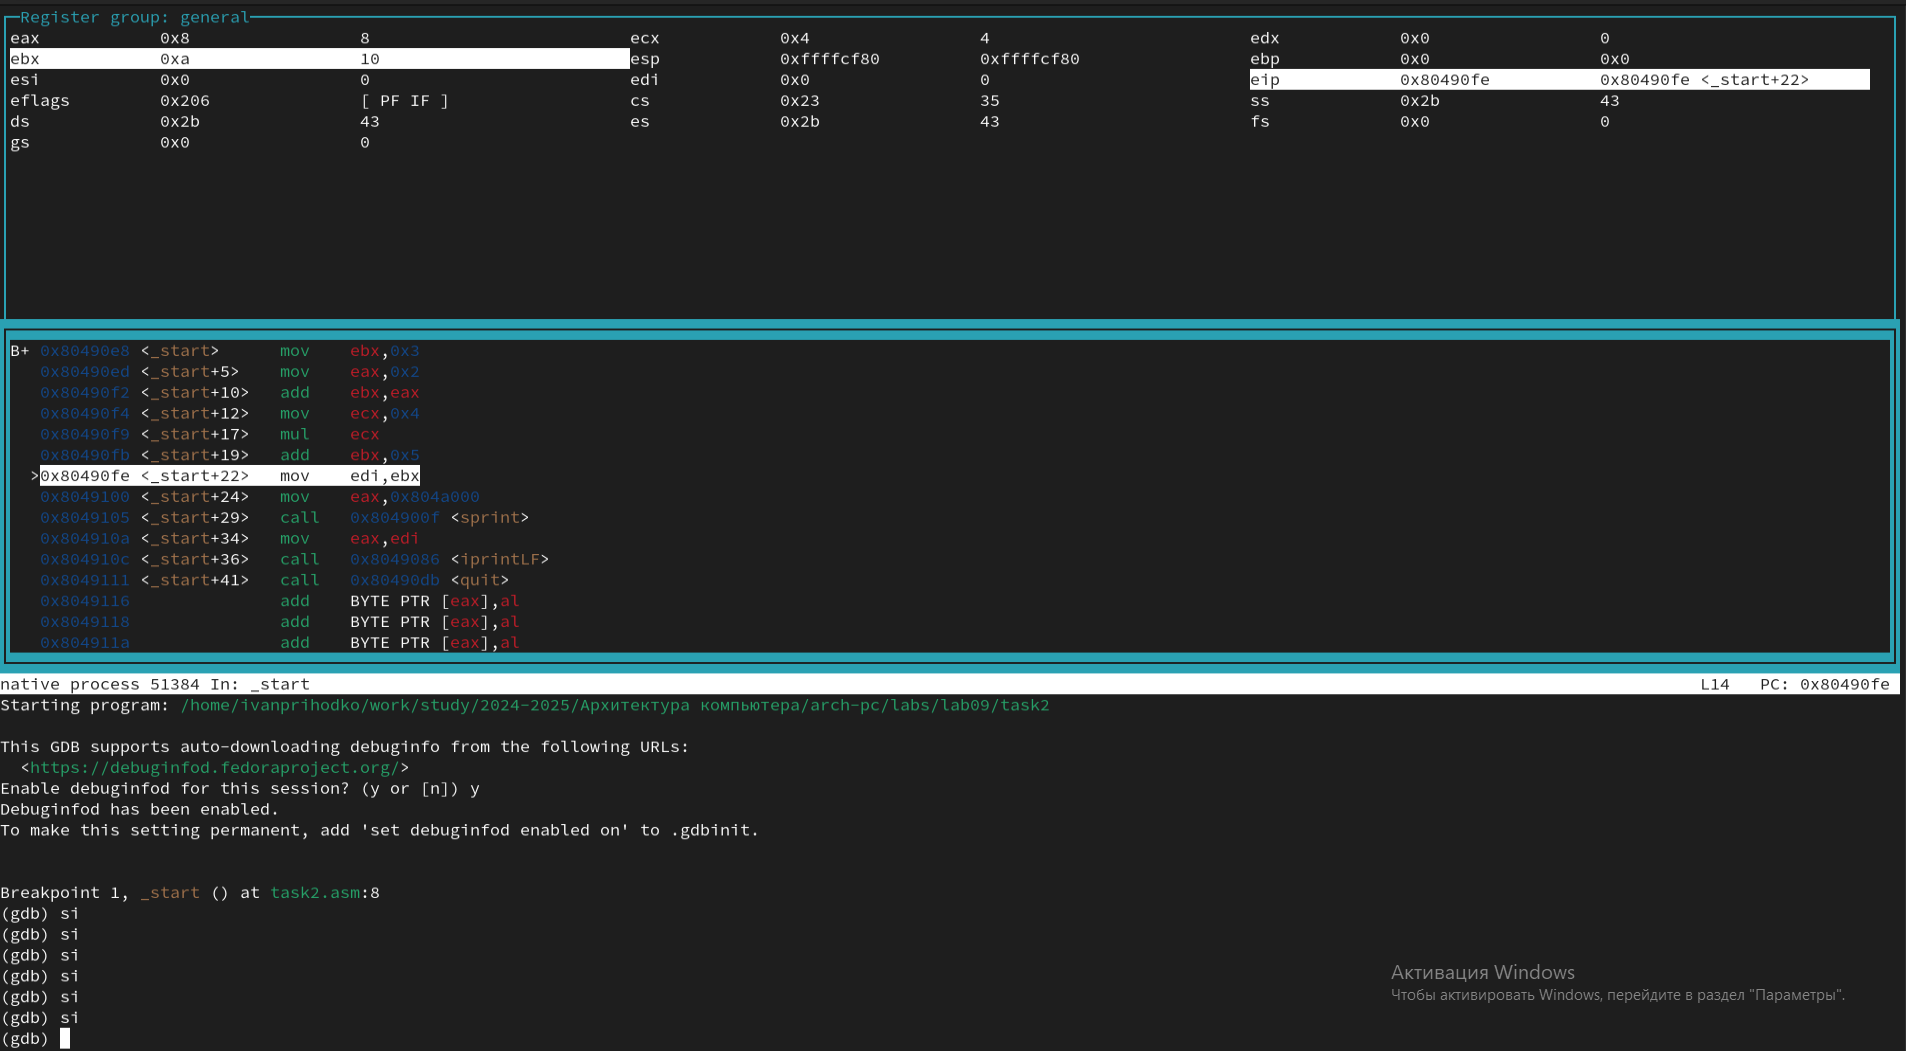 Register group: general
eax 0x8 8 ecx 0x4 4 edx 0x0 0
ebx 0xa 10 esp 0xffffcf80 0xffffcf80 ebp 0x0 0x0
esi 0x0 0 edi 0x0 0 eip 0x80490fe 0x80490fe <_start+22>
eflags 0x206 [ PF IF ] cs 0x23 35 ss 0x2b 43
ds 0x2b 43 es 0x2b 43 fs 0x0 0
gs 0x0 0
B+ 0x80490e8 <_start> mov ebx,0x3
0x80490ed <_start+5> mov eax,0x2
0x80490f2 <_start+10> add ebx,eax
0x80490f4 <_start+12> mov ecx,0x4
0x80490f9 <_start+17> mul ecx
0x80490fb <_start+19> add ebx,0x5
>0x80490fe <_start+22> mov edi,ebx
0x8049100 <_start+24> mov eax,0x804a000
0x8049105 <_start+29> call 0x804900f <sprint>
0x804910a <_start+34> mov eax,edi
0x804910c <_start+36> call 0x8049086 <iprintLF>
0x8049111 <_start+41> call 0x80490db <quit>
0x8049116 add BYTE PTR [eax],al
0x8049118 add BYTE PTR [eax],al
0x804911a add BYTE PTR [eax],al
native process 51384 In: _start L14 PC: 0x80490fe
Starting program: /home/ivanprihodko/work/study/2024-2025/Архитектура компьютера/arch-pc/labs/lab09/task2
This GDB supports auto-downloading debuginfo from the following URLs:
<https://debuginfod.fedoraproject.org/>
Enable debuginfod for this session? (y or [n]) y
Debuginfod has been enabled.
To make this setting permanent, add 'set debuginfod enabled on' to .gdbinit.
Breakpoint 1, _start () at task2.asm:8
(gdb) si
(gdb) si
(gdb) si
(gdb) si
(gdb) si
(gdb) si
(gdb)
Активация Windows
Чтобы активировать Windows, перейдите в раздел "Параметры".